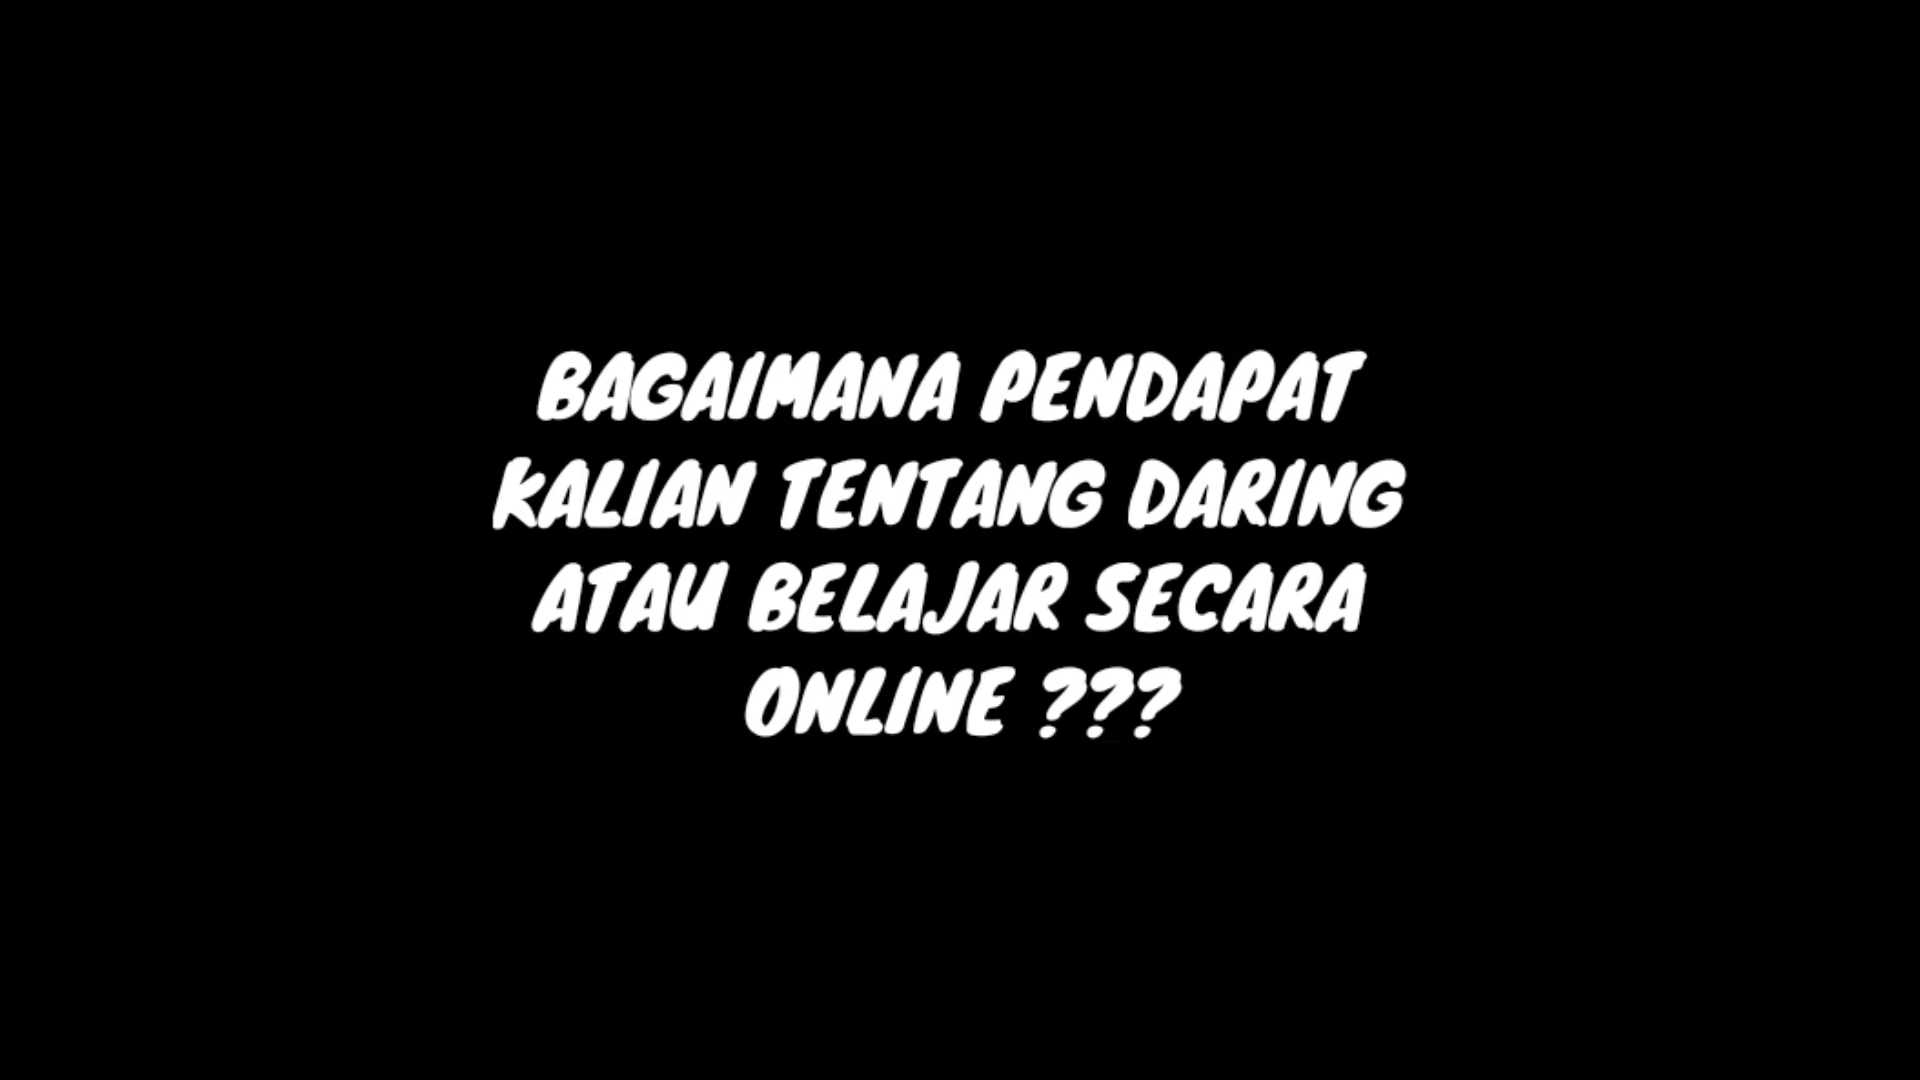 BAGAIMANA PENDAPAT
KALIAN TENTANG DARING
ATAU BELAJAR SECARA
ONLINE ???